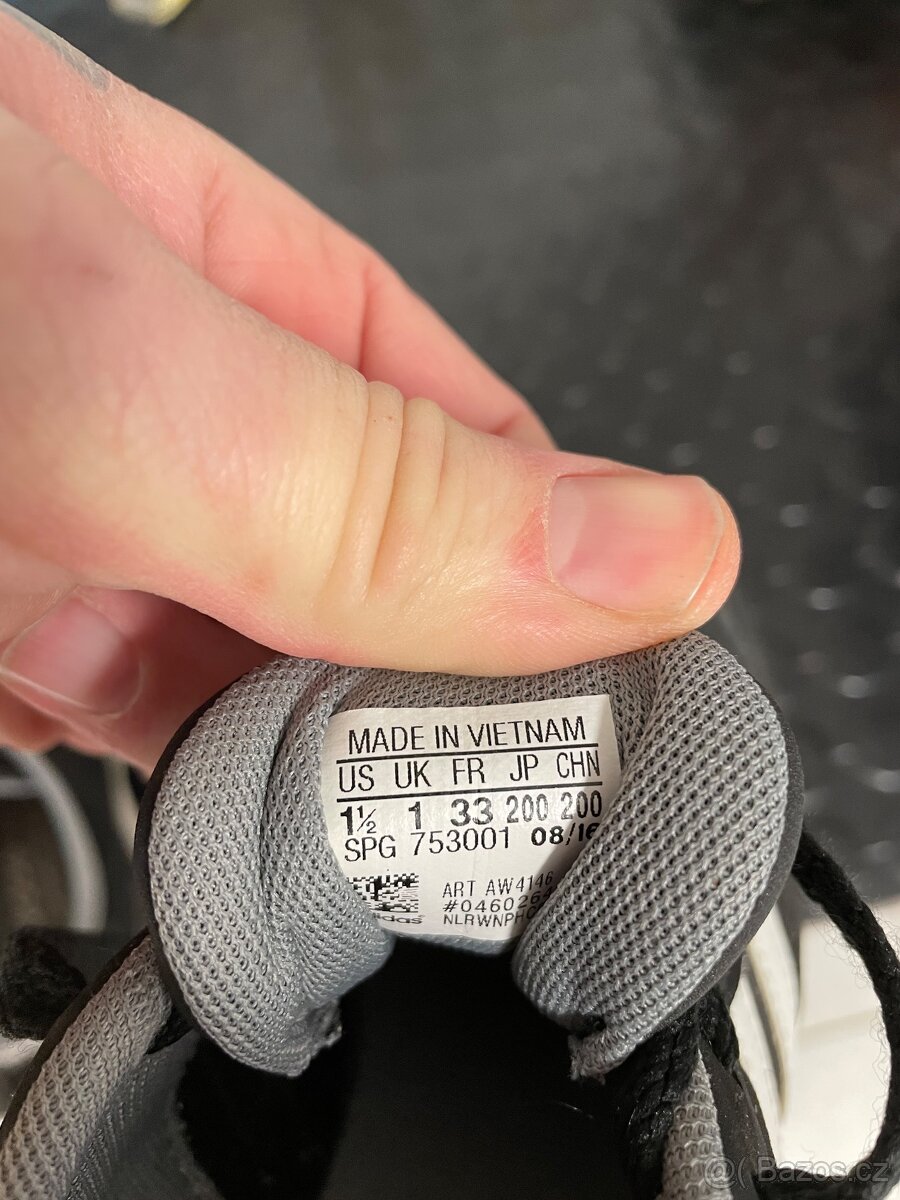 MADE IN VIETNAM
US UK FR JP CHN
1½ 1 33 200 200
SPG 753001 08/16
ART AW4146
adidas
@( Bazos.cz